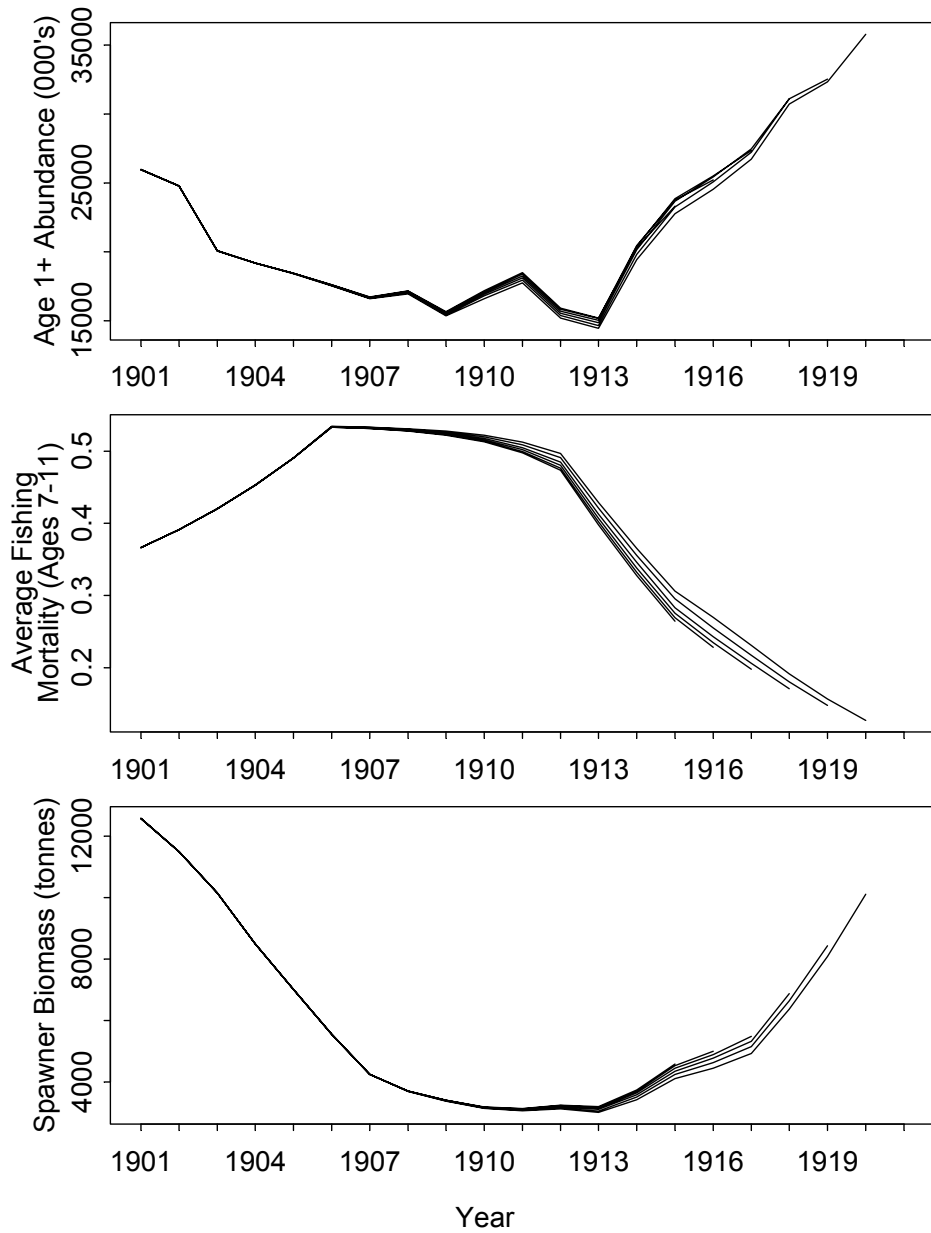 Age 1+ Abundance (000's)
15000 25000 35000
1901 1904 1907 1910 1913 1916 1919
Average Fishing
Mortality (Ages 7-11)
0.2 0.3 0.4 0.5
1901 1904 1907 1910 1913 1916 1919
Spawner Biomass (tonnes)
4000 8000 12000
1901 1904 1907 1910 1913 1916 1919
Year